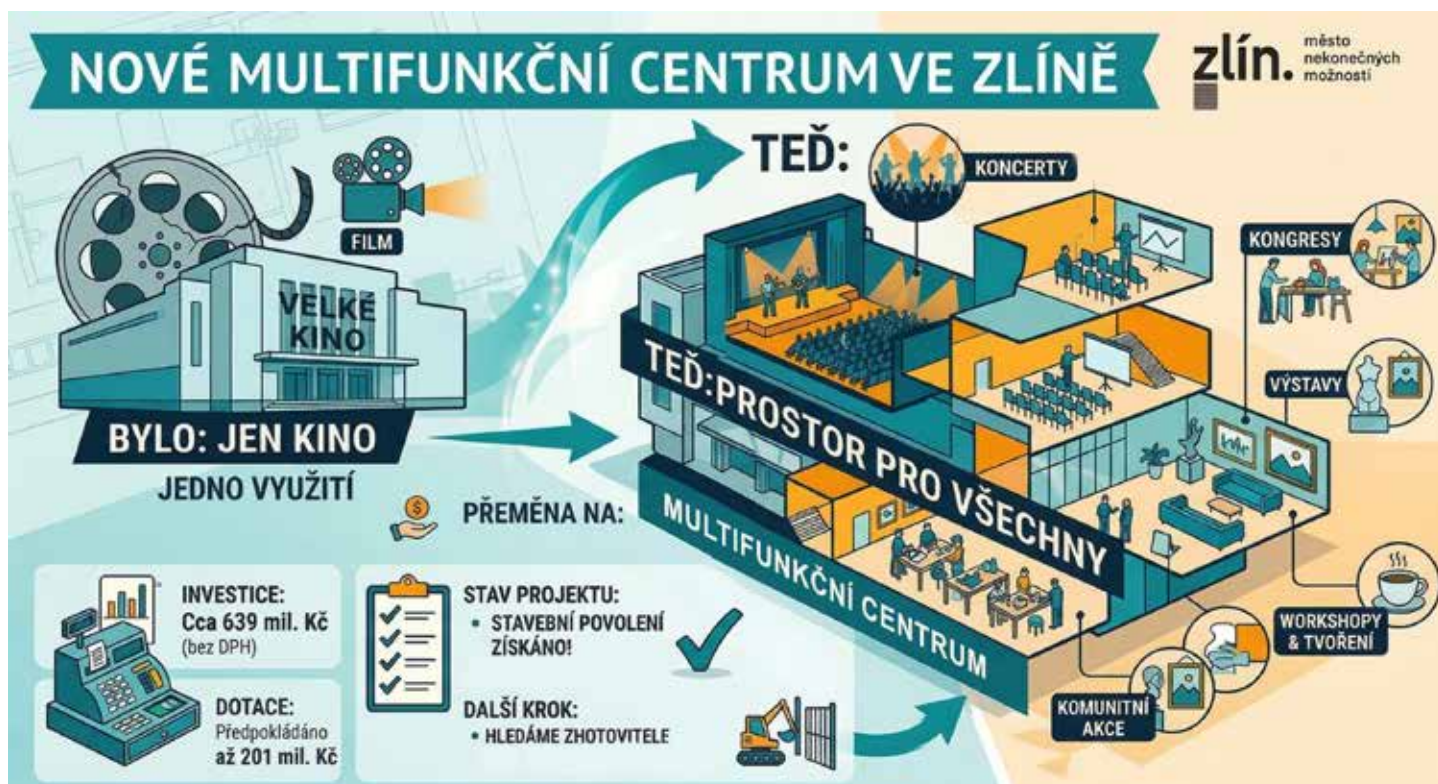 NOVÉ MULTIFUNKČNÍ CENTRUM VE ZLÍNĚ
zlín.
město
nekonečných
možností
FILM
VELKÉ
KINO
BYLO: JEN KINO
JEDNO VYUŽITÍ
TEĎ:
KONCERTY
KONGRESY
VÝSTAVY
TEĎ:PROSTOR PRO VŠECHNY
MULTIFUNKČNÍ CENTRUM
WORKSHOPY
& TVOŘENÍ
KOMUNITNÍ
AKCE
PŘEMĚNA NA:
INVESTICE:
Cca 639 mil. Kč
(bez DPH)
DOTACE:
Předpokládáno
až 201 mil. Kč
STAV PROJEKTU:
• STAVEBNÍ POVOLENÍ
ZÍSKÁNO!
DALŠÍ KROK:
• HLEDÁME ZHOTOVITELE